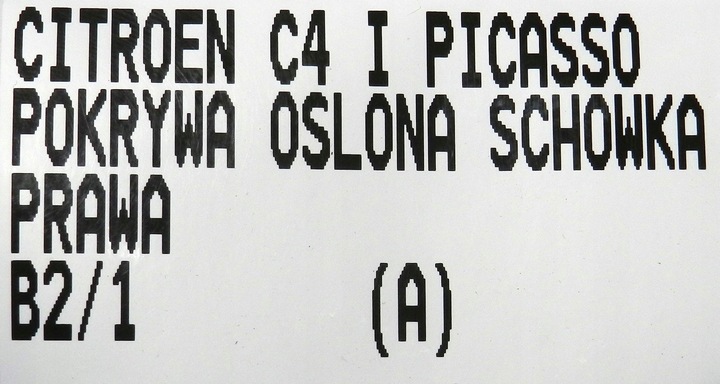 CITROEN C4 I PICASSO
POKRYWA OSLONA SCHOWKA
PRAWA
B2/1 (A)